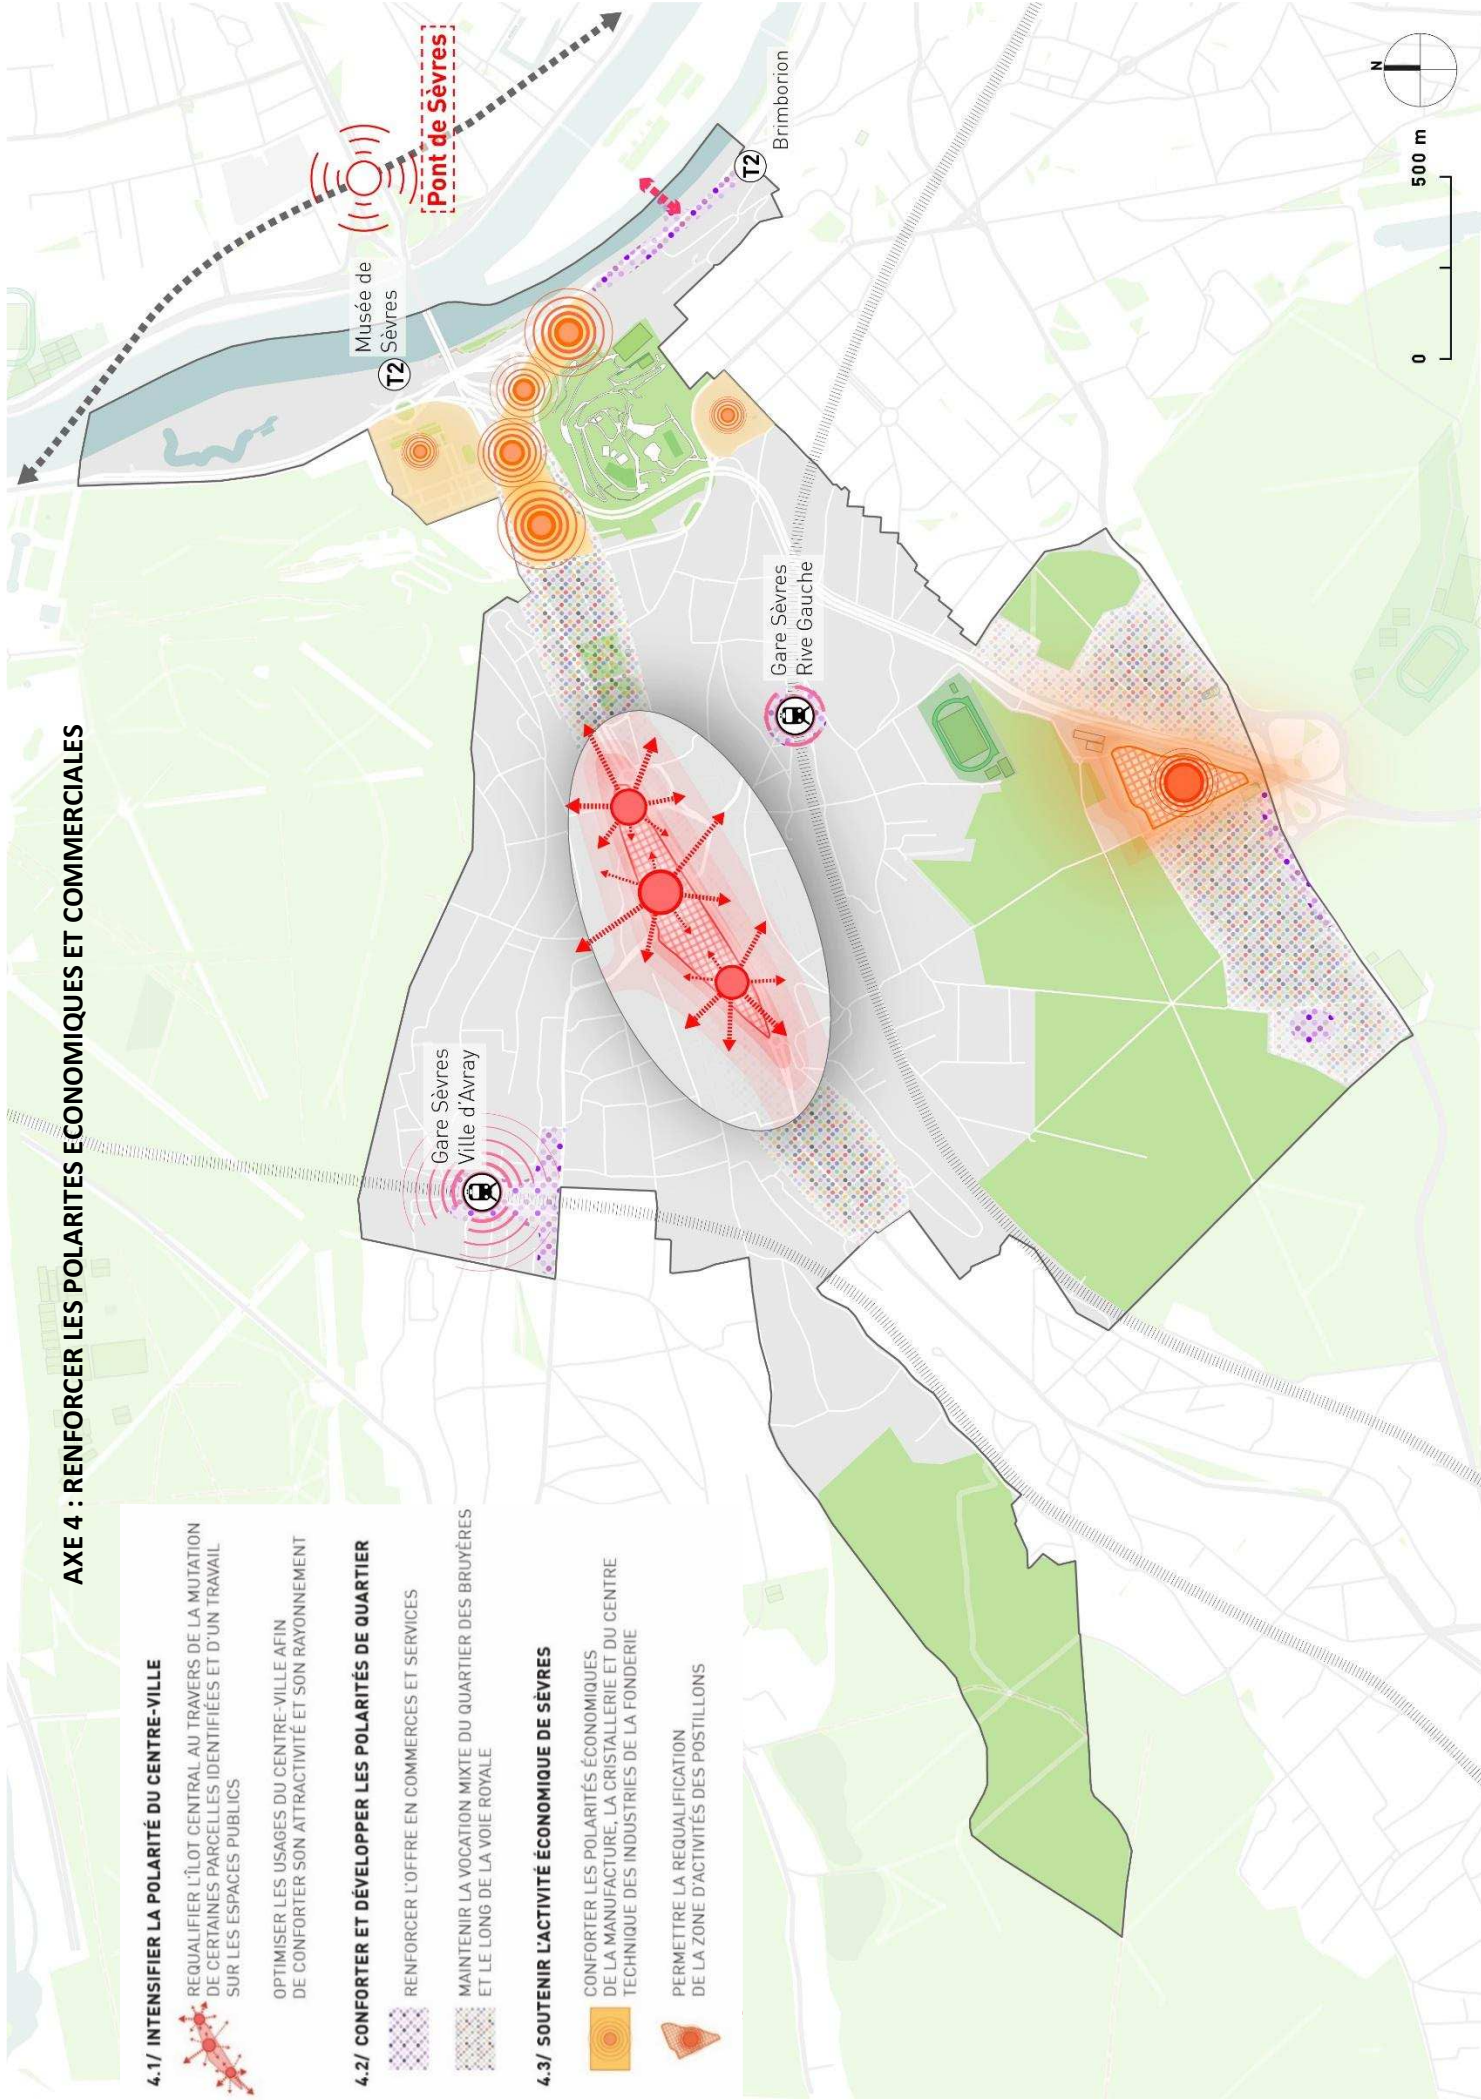 AXE 4 : RENFORCER LES POLARITES ECONOMIQUES ET COMMERCIALES
4.1/ INTENSIFIER LA POLARITÉ DU CENTRE-VILLE
REQUALIFIER L'ÎLOT CENTRAL AU TRAVERS DE LA MUTATION
DE CERTAINES PARCELLES IDENTIFIÉES ET D'UN TRAVAIL
SUR LES ESPACES PUBLICS
OPTIMISER LES USAGES DU CENTRE-VILLE AFIN
DE CONFORTER SON ATTRACTIVITÉ ET SON RAYONNEMENT
4.2/ CONFORTER ET DÉVELOPPER LES POLARITÉS DE QUARTIER
RENFORCER L'OFFRE EN COMMERCES ET SERVICES
MAINTENIR LA VOCATION MIXTE DU QUARTIER DES BRUYÈRES
ET LE LONG DE LA VOIE ROYALE
4.3/ SOUTENIR L'ACTIVITÉ ÉCONOMIQUE DE SÈVRES
CONFORTER LES POLARITÉS ÉCONOMIQUES
DE LA MANUFACTURE, LA CRISTALLERIE ET DU CENTRE
TECHNIQUE DES INDUSTRIES DE LA FONDERIE
PERMETTRE LA REQUALIFICATION
DE LA ZONE D'ACTIVITÉS DES POSTILLONS
Gare Sèvres
Ville d'Avray
Gare Sèvres
Rive Gauche
T2
Musée de
Sèvres
Pont de Sèvres
T2
Brimborion
N
0
500 m